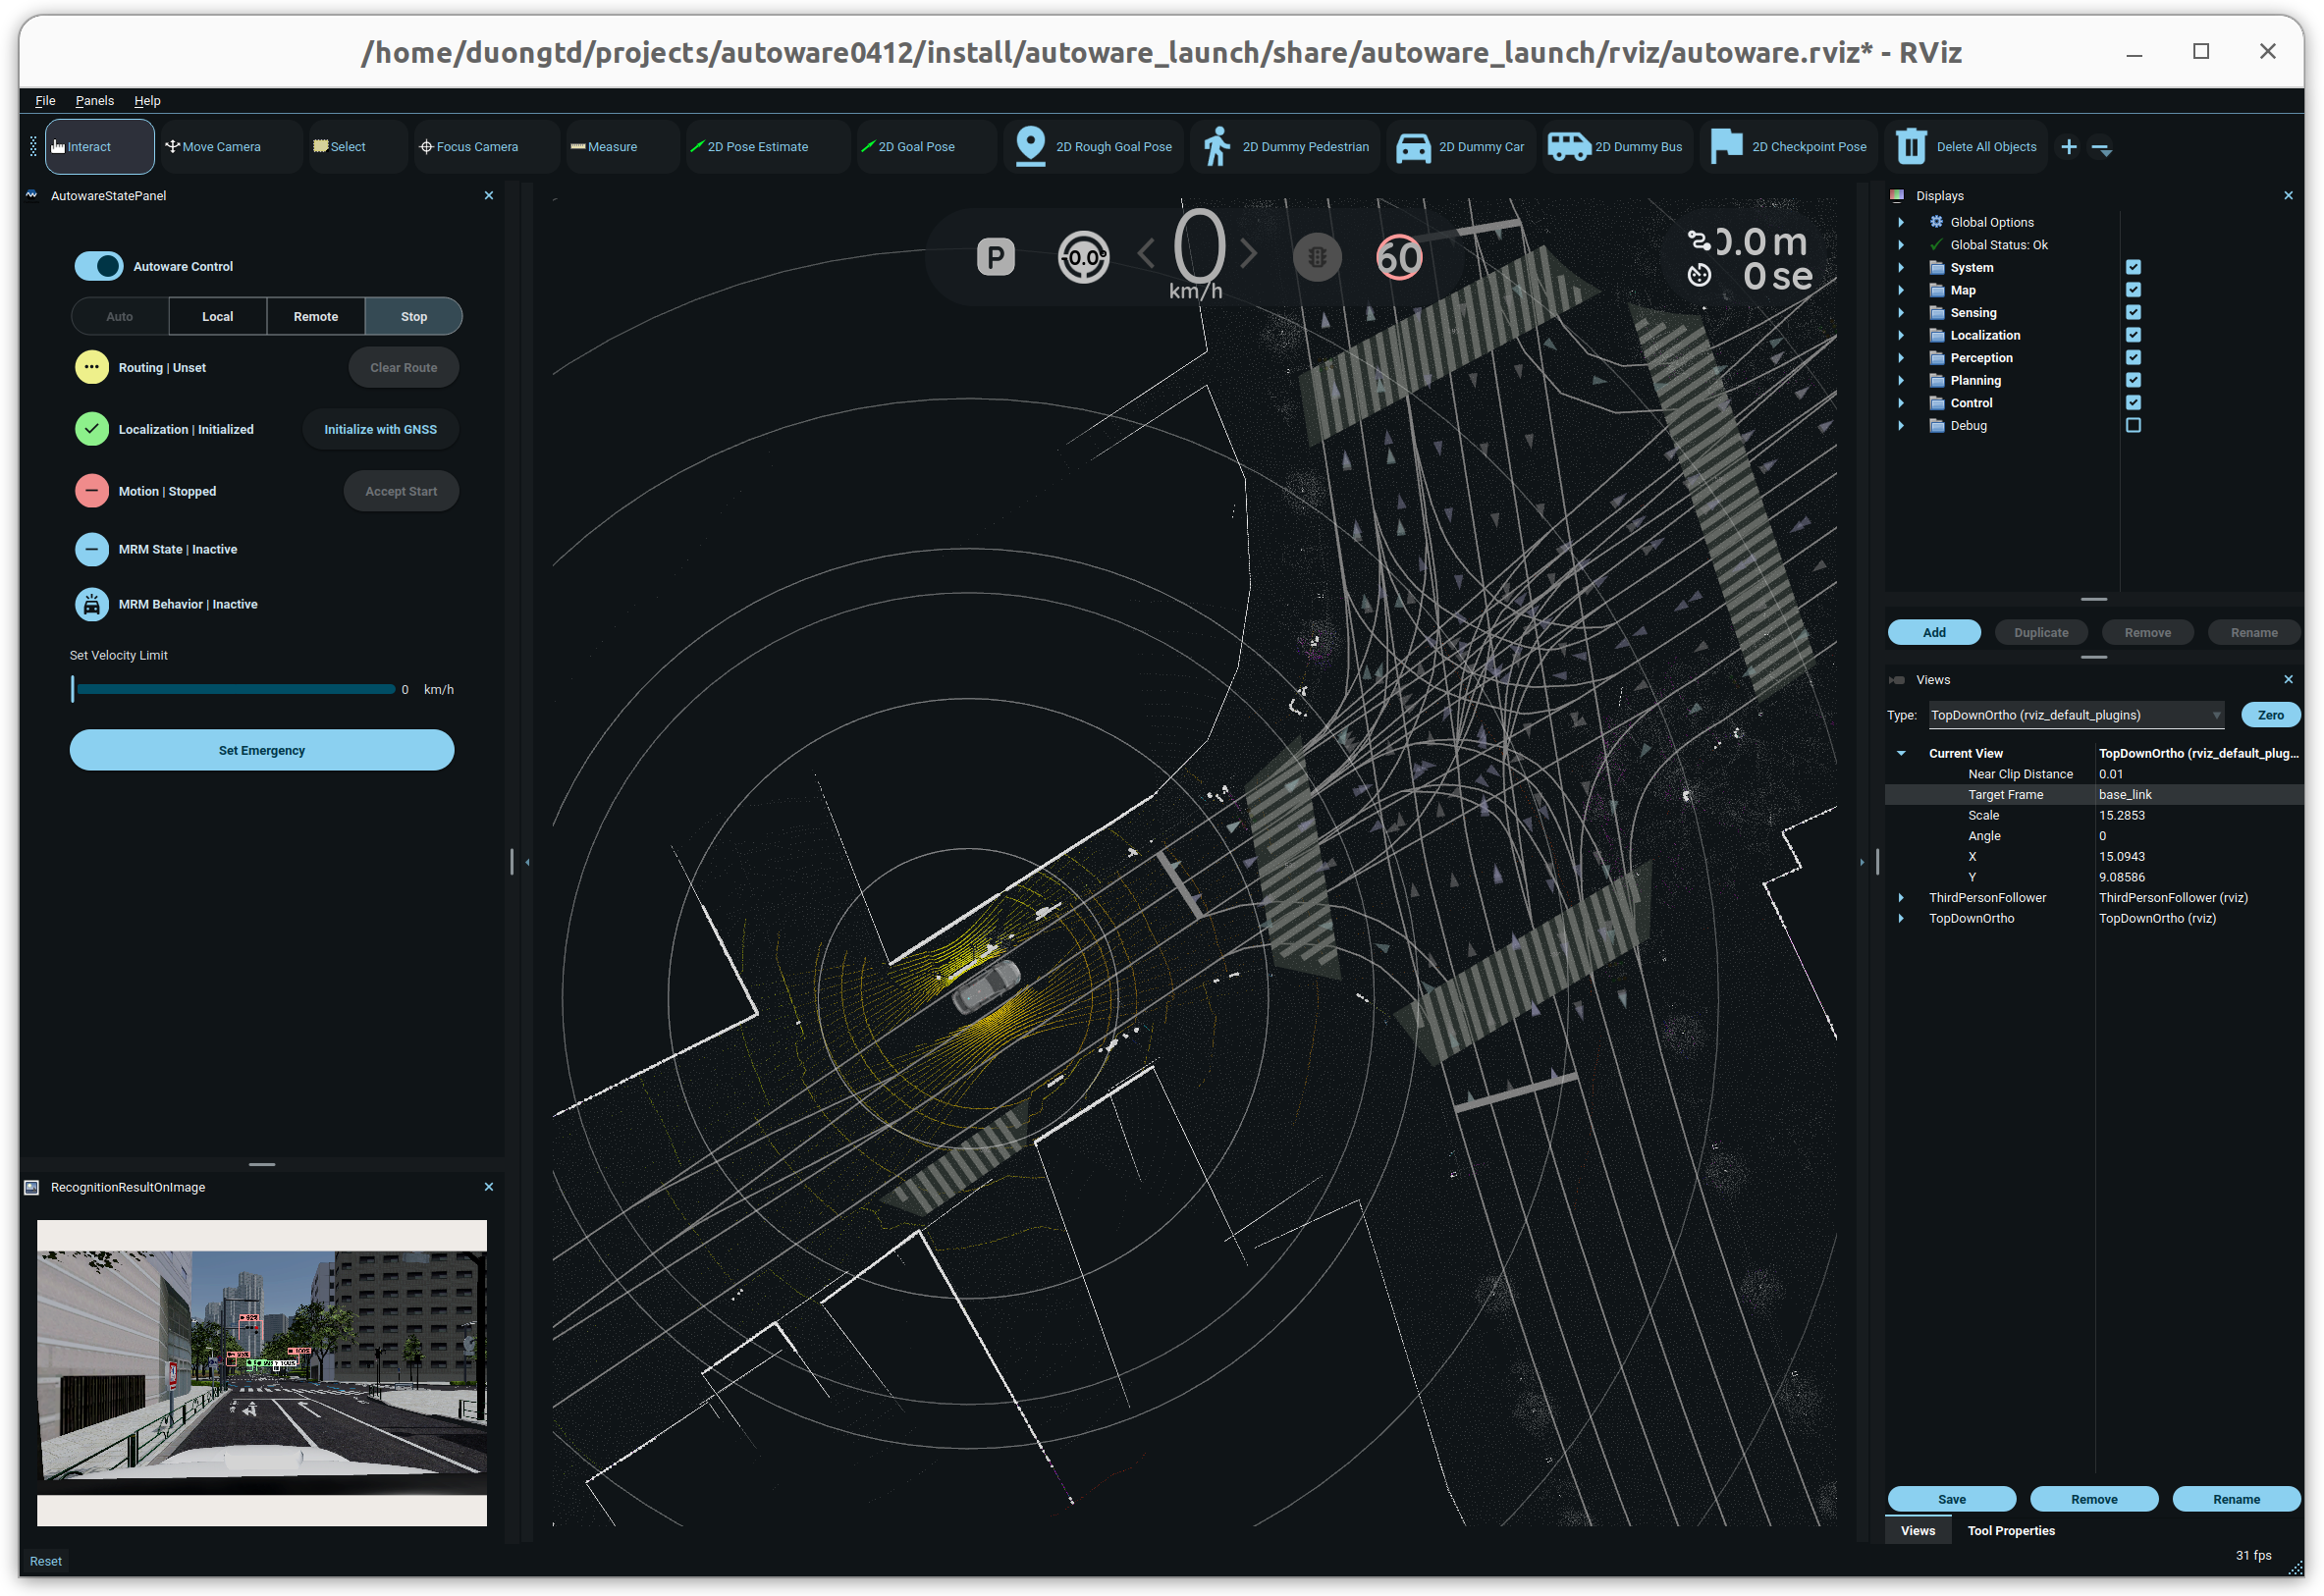 /home/duongtd/projects/autoware0412/install/autoware_launch/share/autoware_launch/rviz/autoware.rviz* - RViz
File Panels Help
Interact Move Camera Select Focus Camera Measure 2D Pose Estimate 2D Goal Pose 2D Rough Goal Pose 2D Dummy Pedestrian 2D Dummy Car 2D Dummy Bus 2D Checkpoint Pose Delete All Objects
AutowareStatePanel
Autoware Control
Auto Local Remote Stop
Routing | Unset Clear Route
Localization | Initialized Initialize with GNSS
Motion | Stopped Accept Start
MRM State | Inactive
MRM Behavior | Inactive
Set Velocity Limit
0 km/h
Set Emergency
RecognitionResultOnImage
Reset
P 0.0° 0 60
km/h
0.0 m
0 se
Displays
Global Options
Global Status: Ok
System
Map
Sensing
Localization
Perception
Planning
Control
Debug
Add Duplicate Remove Rename
Views
Type: TopDownOrtho (rviz_default_plugins) Zero
Current View TopDownOrtho (rviz_default_plug...
Near Clip Distance 0.01
Target Frame base_link
Scale 15.2853
Angle 0
X 15.0943
Y 9.08586
ThirdPersonFollower ThirdPersonFollower (rviz)
TopDownOrtho TopDownOrtho (rviz)
Save Remove Rename
Views Tool Properties
31 fps